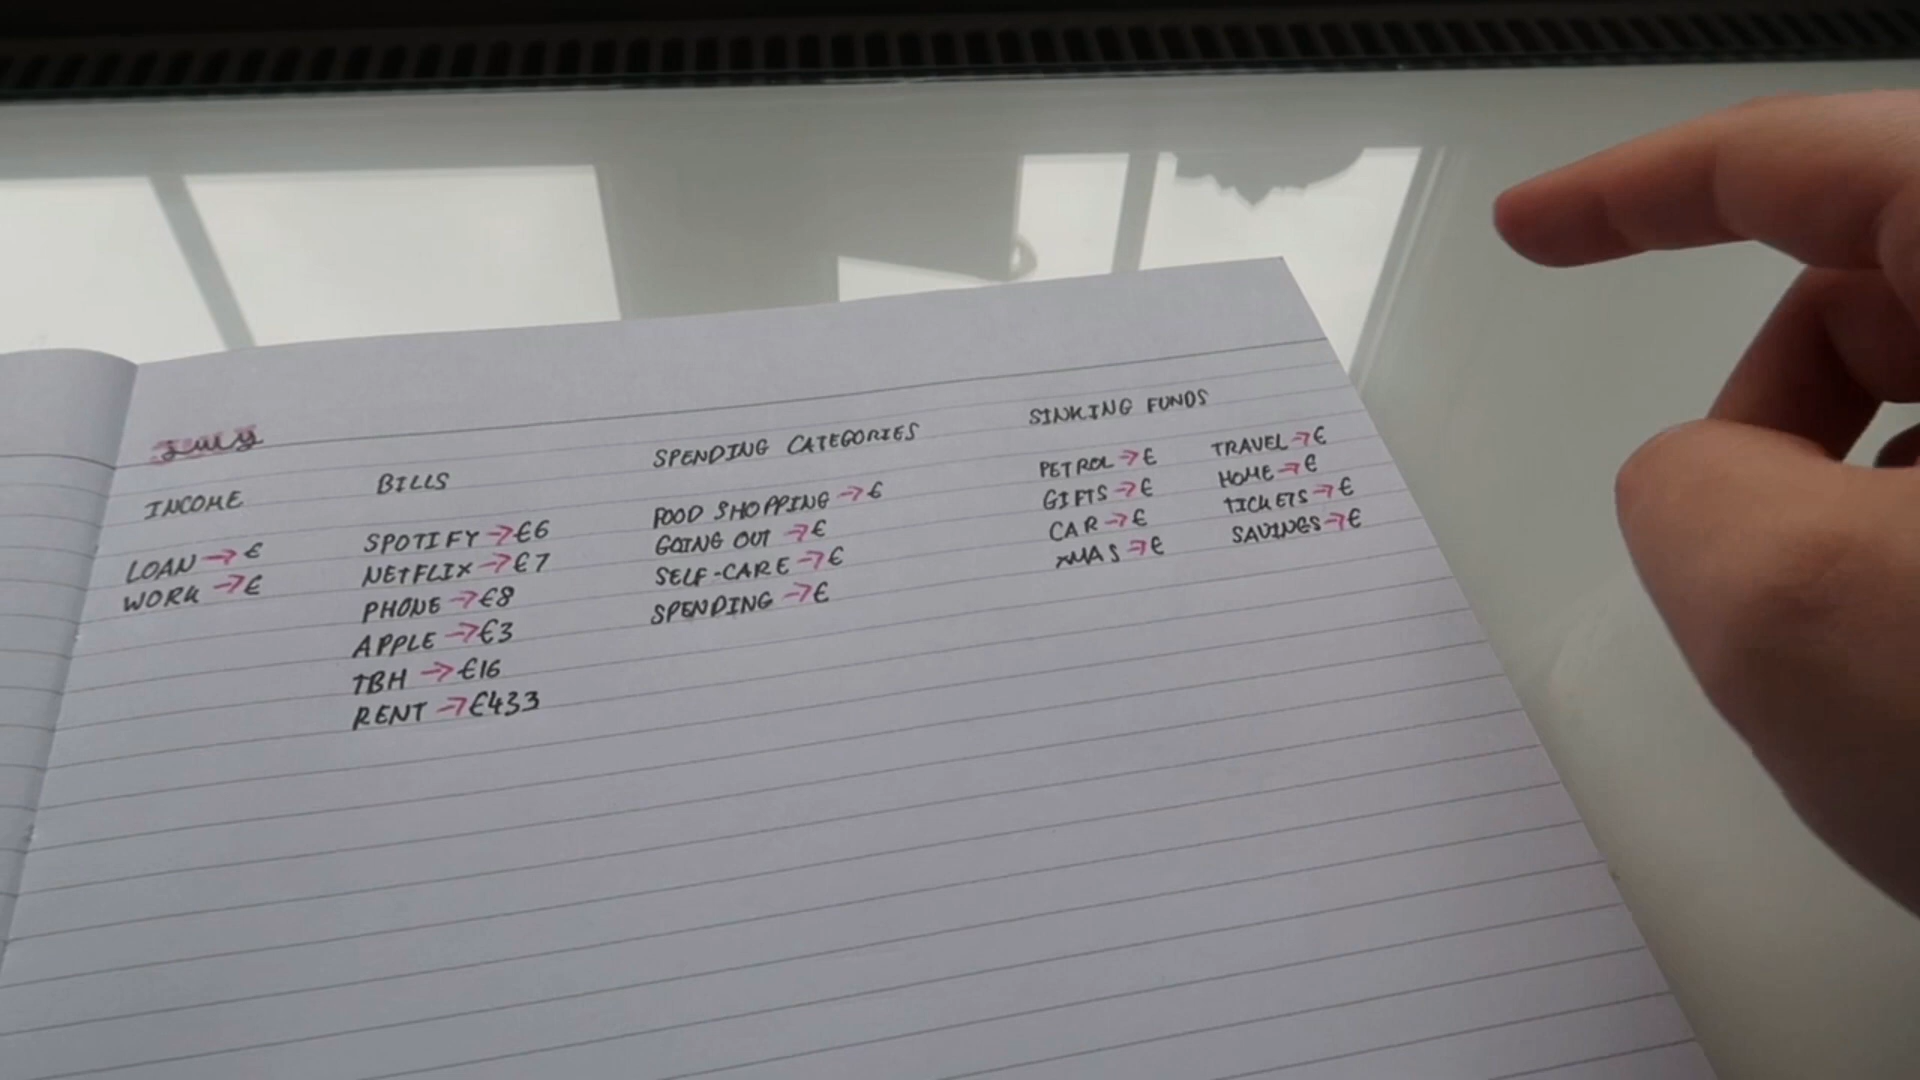 July
INCOME
LOAN → €
WORK → €
BILLS
SPOTIFY → €6
NETFLIX → €7
PHONE → €8
APPLE → €3
TBH → €16
RENT → €433
SPENDING CATEGORIES
FOOD SHOPPING → €
GOING OUT → €
SELF-CARE → €
SPENDING → €
SINKING FUNDS
PETROL → €
GIFTS → €
CAR → €
XMAS → €
TRAVEL → €
HOME → €
TICKETS → €
SAVINGS → €